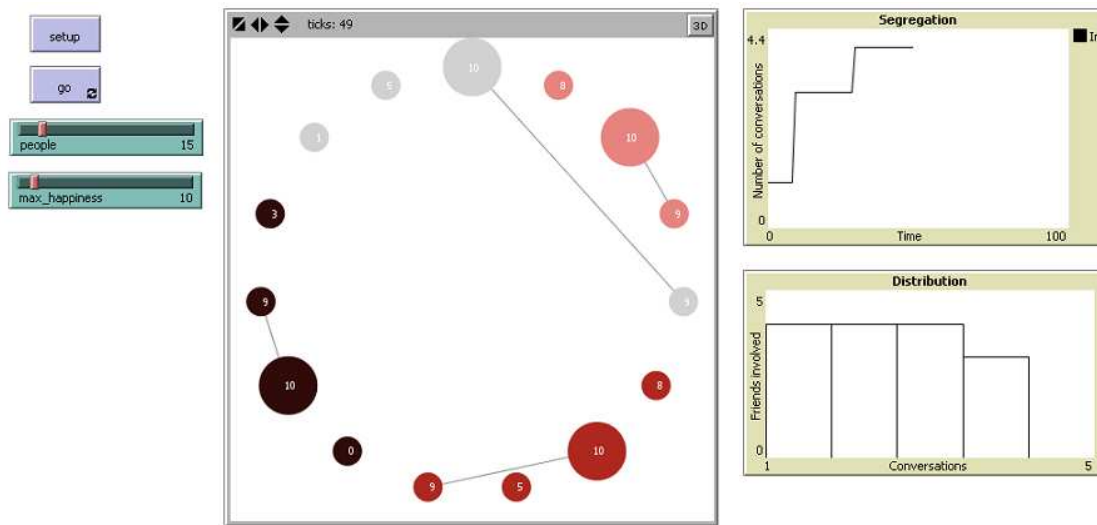 setup
go
people 15
max_happiness 10
ticks: 49
3D
10
5
8
1
10
3
9
9
10
8
10
0
9
5
Segregation
4.4
Number of conversations
0
0
Time
100
Distribution
5
Friends involved
0
1
Conversations
5